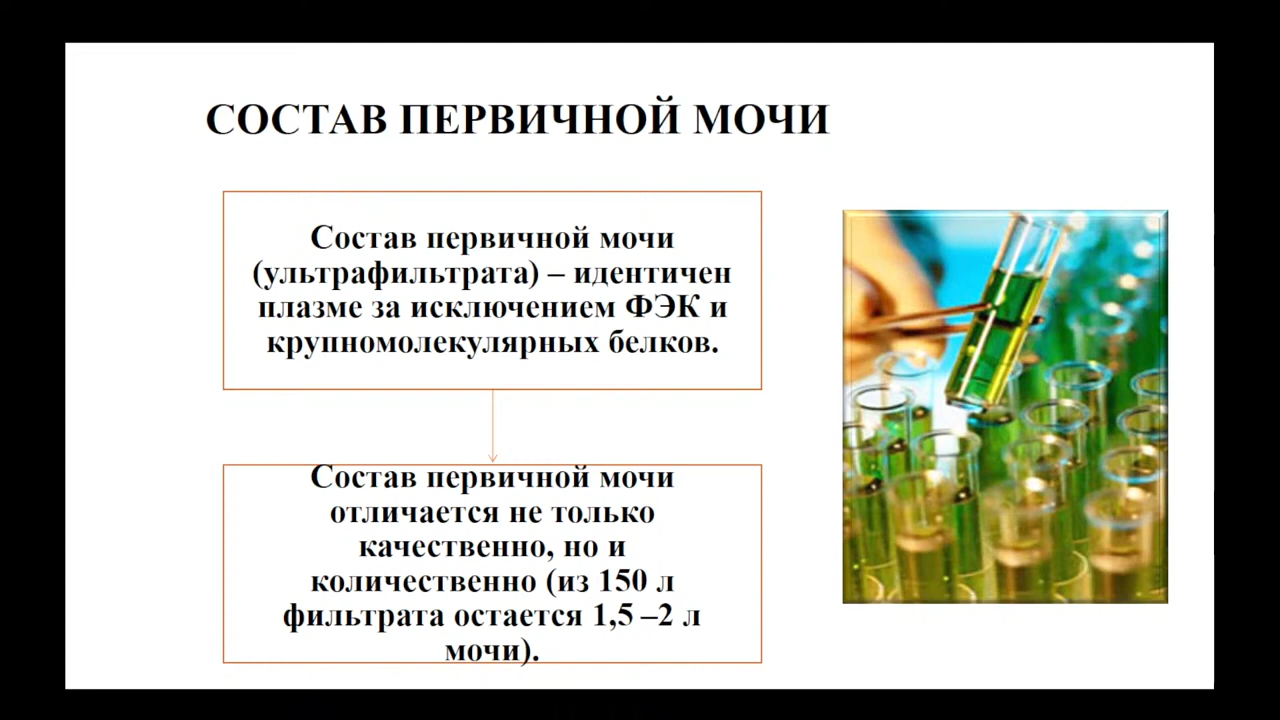 СОСТАВ ПЕРВИЧНОЙ МОЧИ
Состав первичной мочи
(ультрафильтрата) – идентичен
плазме за исключением ФЭК и
крупномолекулярных белков.
Состав первичной мочи
отличается не только
качественно, но и
количественно (из 150 л
фильтрата остается 1,5 –2 л
мочи).